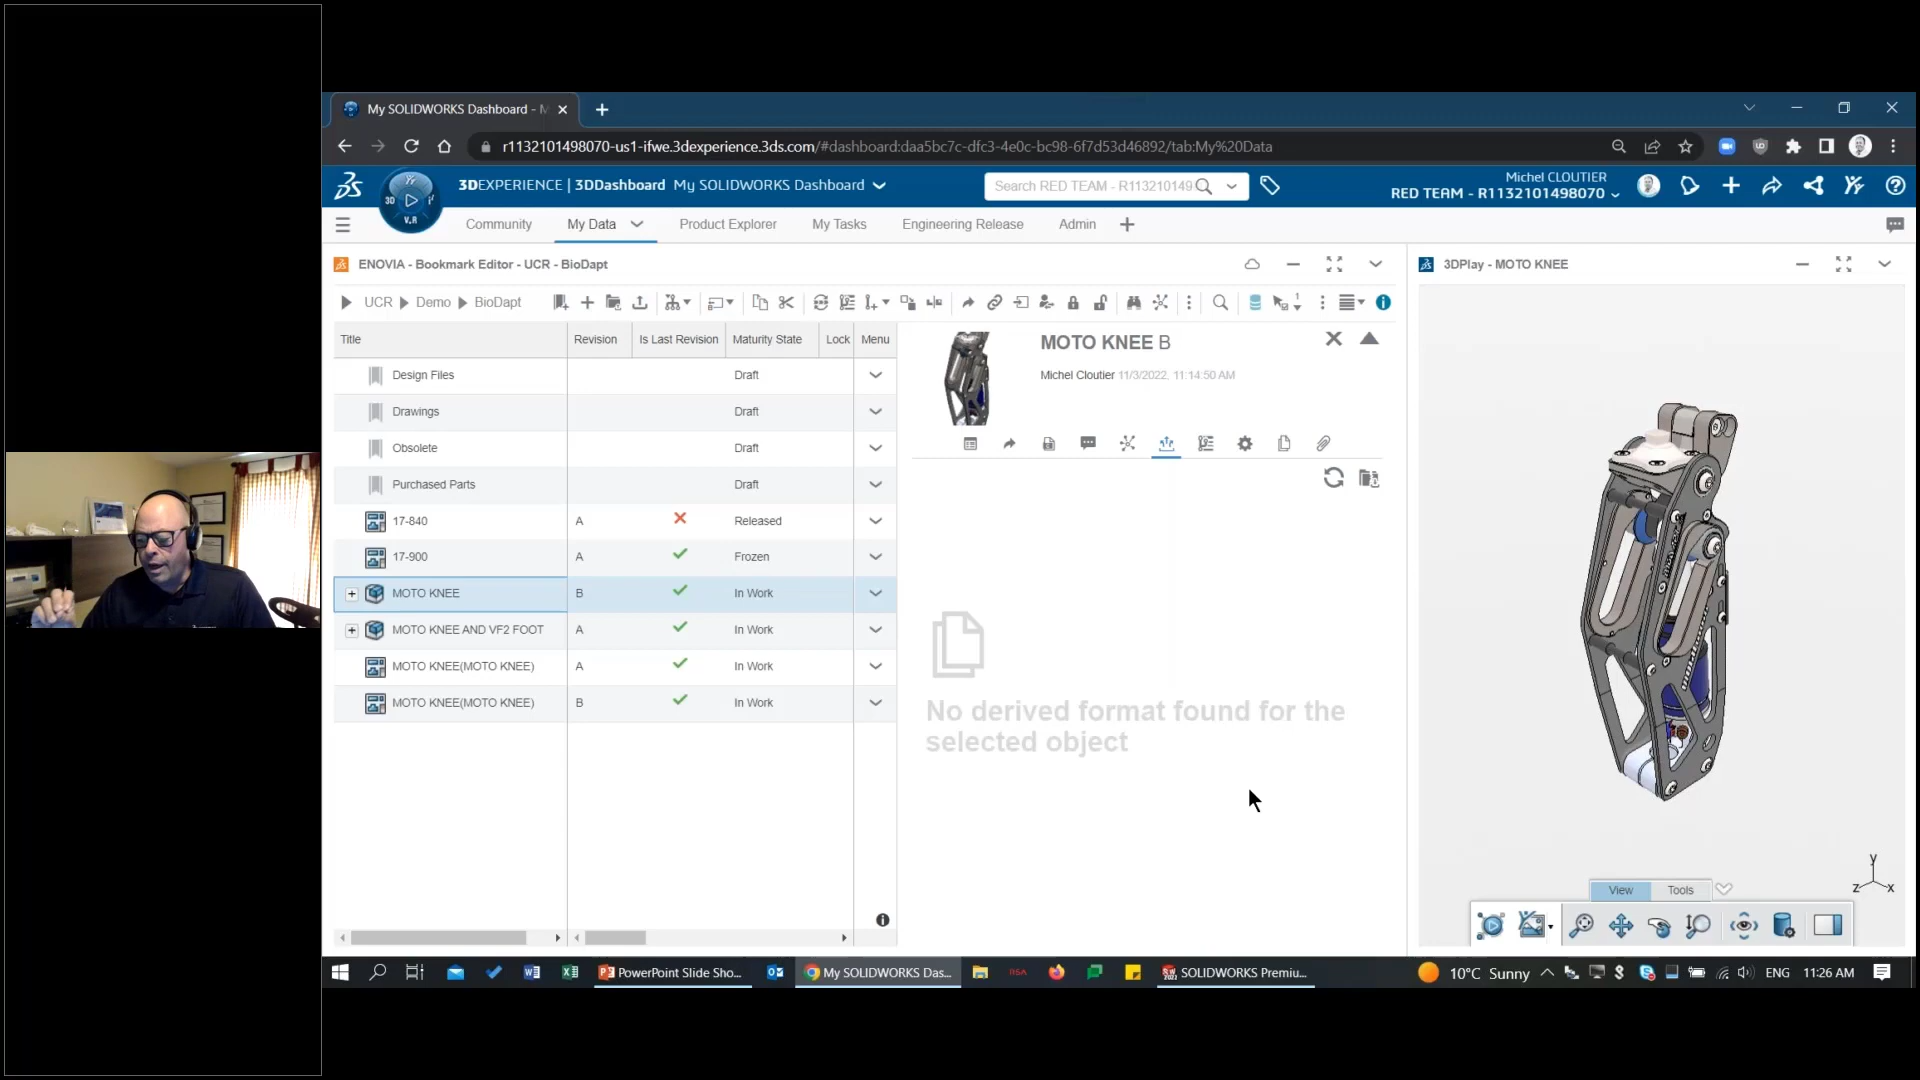 My SOLIDWORKS Dashboard - M
r1132101498070-us1-ifwe.3dexperience.3ds.com/#dashboard:daa5bc7c-dfc3-4e0c-bc98-6f7d53d46892/tab:My%20Data
3DEXPERIENCE | 3DDashboard My SOLIDWORKS Dashboard
Search RED TEAM - R113210149
Michel CLOUTIER
RED TEAM - R1132101498070
3D
V.R
Community My Data Product Explorer My Tasks Engineering Release Admin
ENOVIA - Bookmark Editor - UCR - BioDapt
3DPlay - MOTO KNEE
UCR Demo BioDapt
Title Revision Is Last Revision Maturity State Lock Menu
Design Files Draft
Drawings Draft
Obsolete Draft
Purchased Parts Draft
17-840 A Released
17-900 A Frozen
MOTO KNEE B In Work
MOTO KNEE AND VF2 FOOT A In Work
MOTO KNEE(MOTO KNEE) A In Work
MOTO KNEE(MOTO KNEE) B In Work
MOTO KNEE B
Michel Cloutier 11/3/2022, 11:14:50 AM
No derived format found for the
selected object
y
z x
View Tools
PowerPoint Slide Sho...
My SOLIDWORKS Das...
SOLIDWORKS Premiu...
10°C Sunny
ENG
11:26 AM